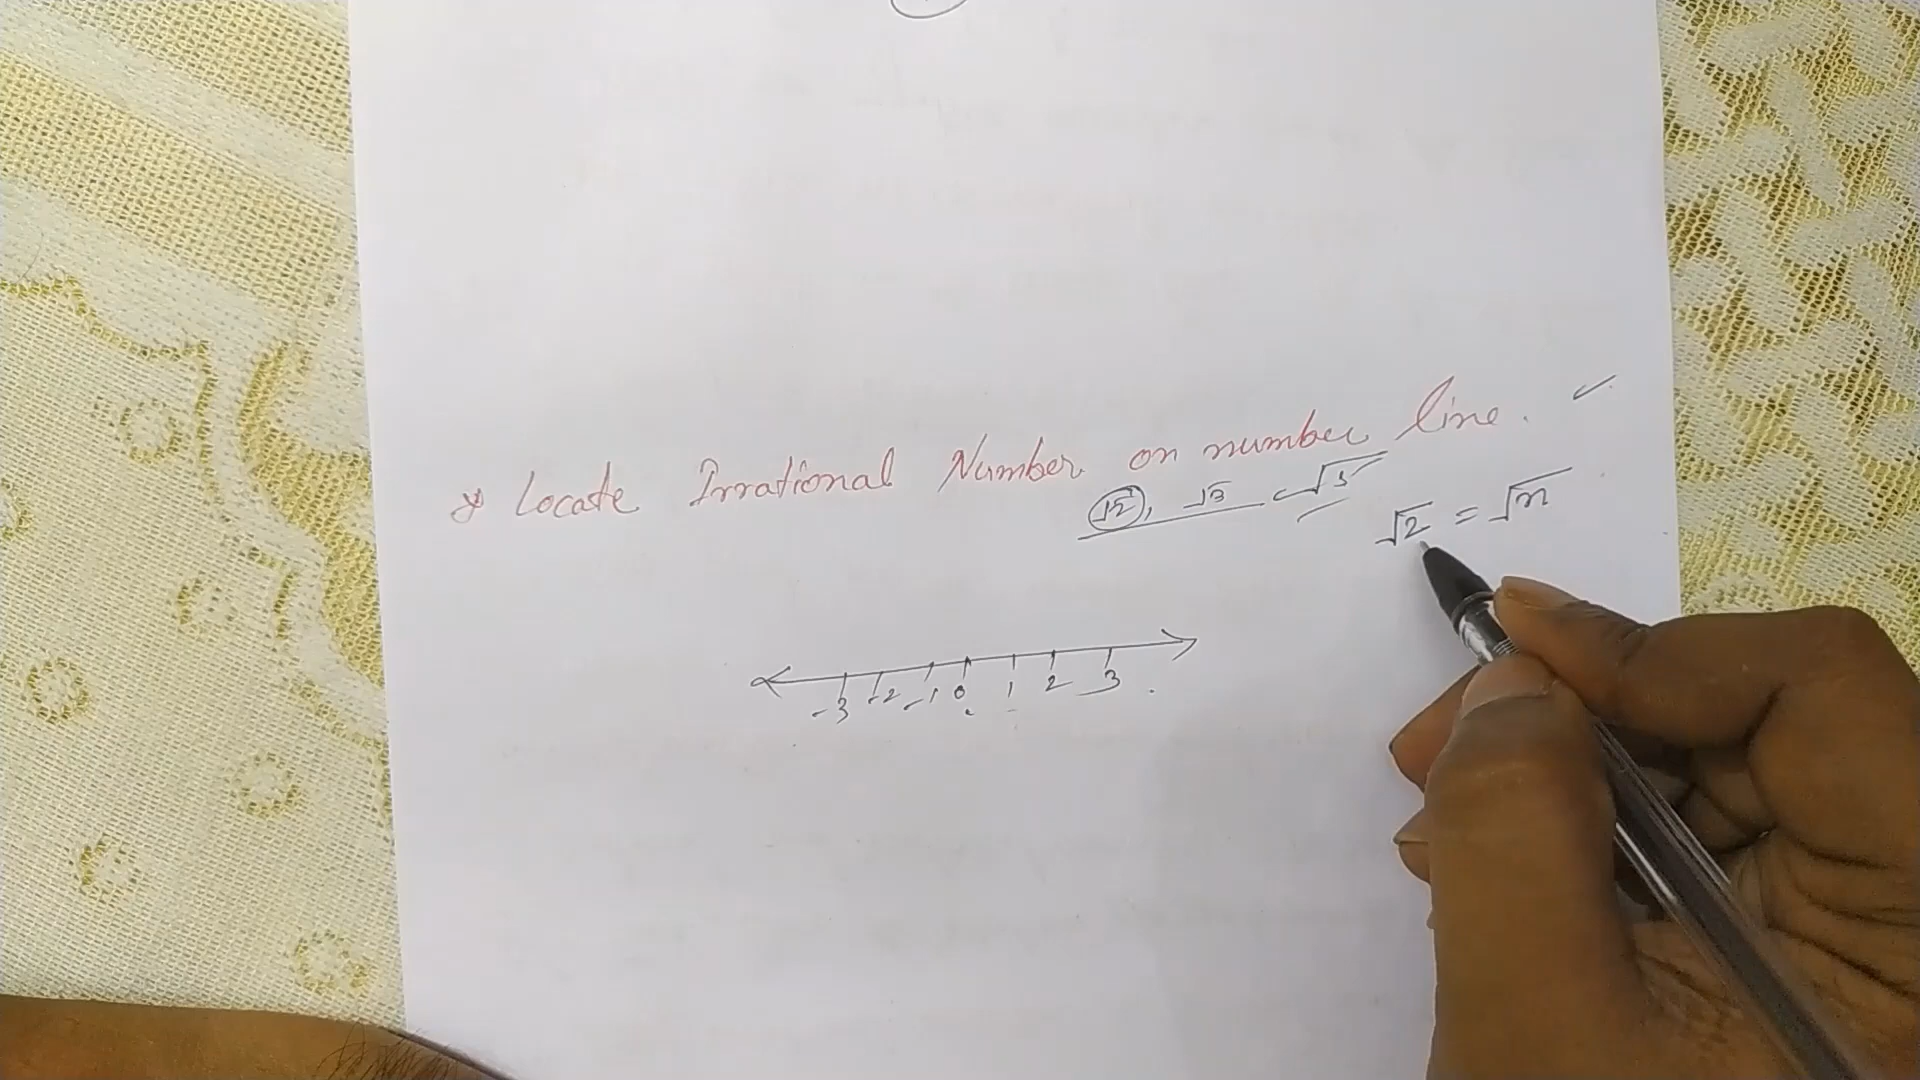 * Locate Irrational Number on number line. ✓
√2, √3 √5
√2 = √n
-3 -2 -1 0 1 2 3